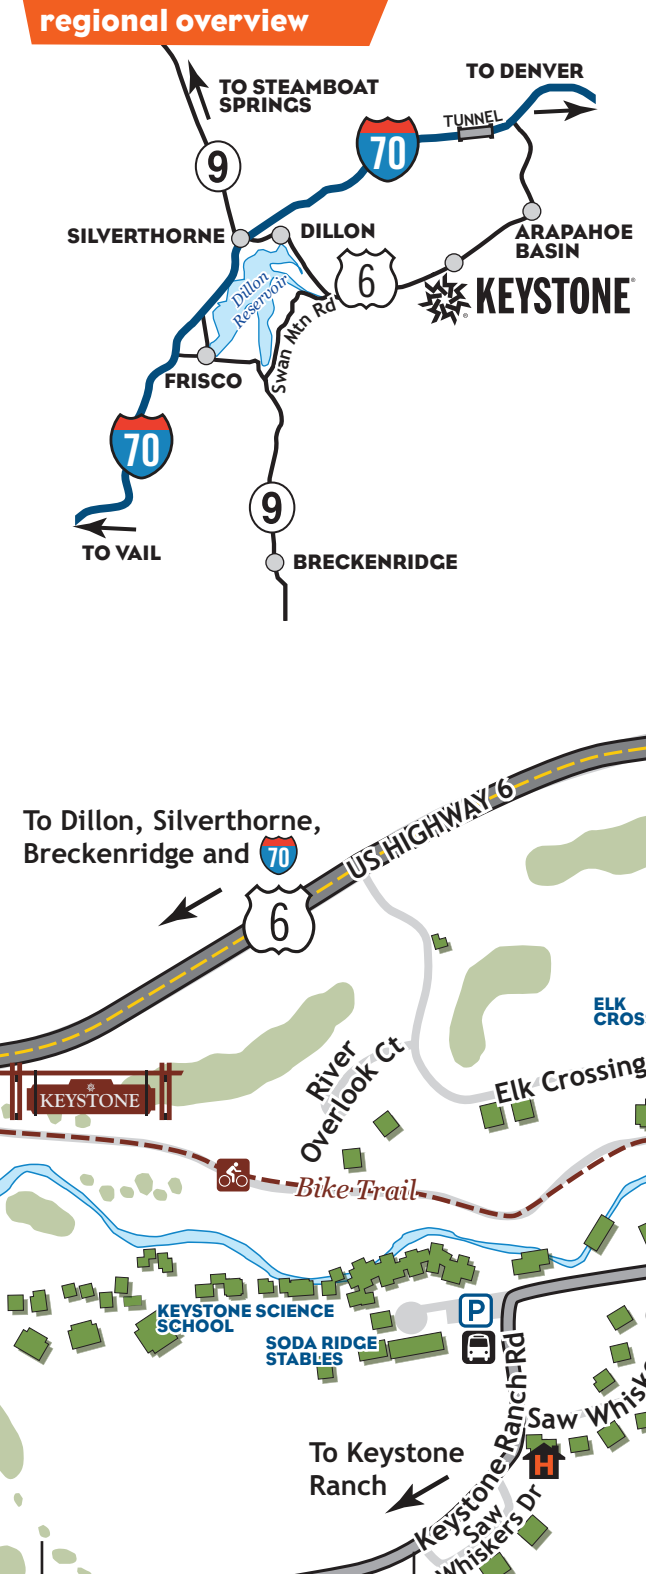 regional overview
TO DENVER
TO STEAMBOAT
SPRINGS
TUNNEL
70
9
SILVERTHORNE
DILLON
ARAPAHOE
BASIN
Dillon
Reservoir
6
KEYSTONE
Swan Mtn Rd
FRISCO
70
9
TO VAIL
BRECKENRIDGE
US HIGHWAY 6
To Dillon, Silverthorne,
Breckenridge and 70
6
ELK
CROS
River
Overlook Ct
Elk Crossing
KEYSTONE
Bike Trail
KEYSTONE SCIENCE
SCHOOL
P
SODA RIDGE
STABLES
Keystone-Ranch-Rd
Saw Whiske
H
To Keystone
Ranch
Saw
Whiskers Dr